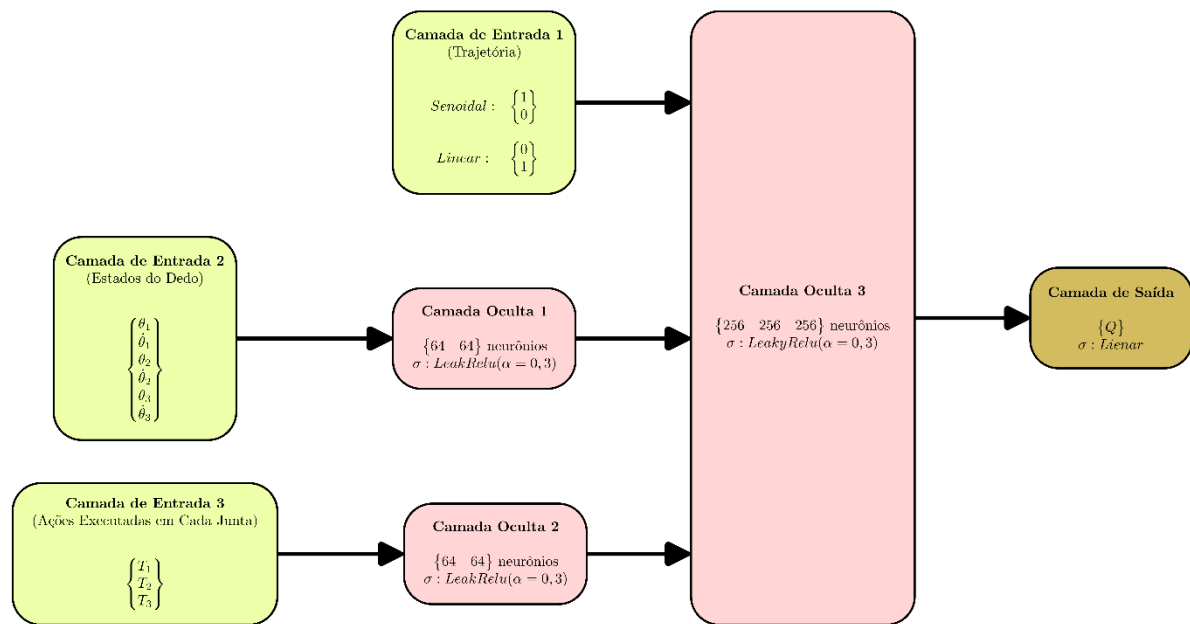 Camada de Entrada 1
(Trajetória)
Senoidal : {1 0}
Linear : {0 1}
Camada de Entrada 2
(Estados do Dedo)
θ₁
θ̇₁
θ₂
θ̇₂
θ₃
θ̇₃
Camada Oculta 1
{64 64} neurônios
σ : LeakRelu(α = 0, 3)
Camada de Entrada 3
(Ações Executadas em Cada Junta)
T₁
T₂
T₃
Camada Oculta 2
{64 64} neurônios
σ : LeakRelu(α = 0, 3)
Camada Oculta 3
{256 256 256} neurônios
σ : LeakyRelu(α = 0, 3)
Camada de Saída
{Q}
σ : Lienar